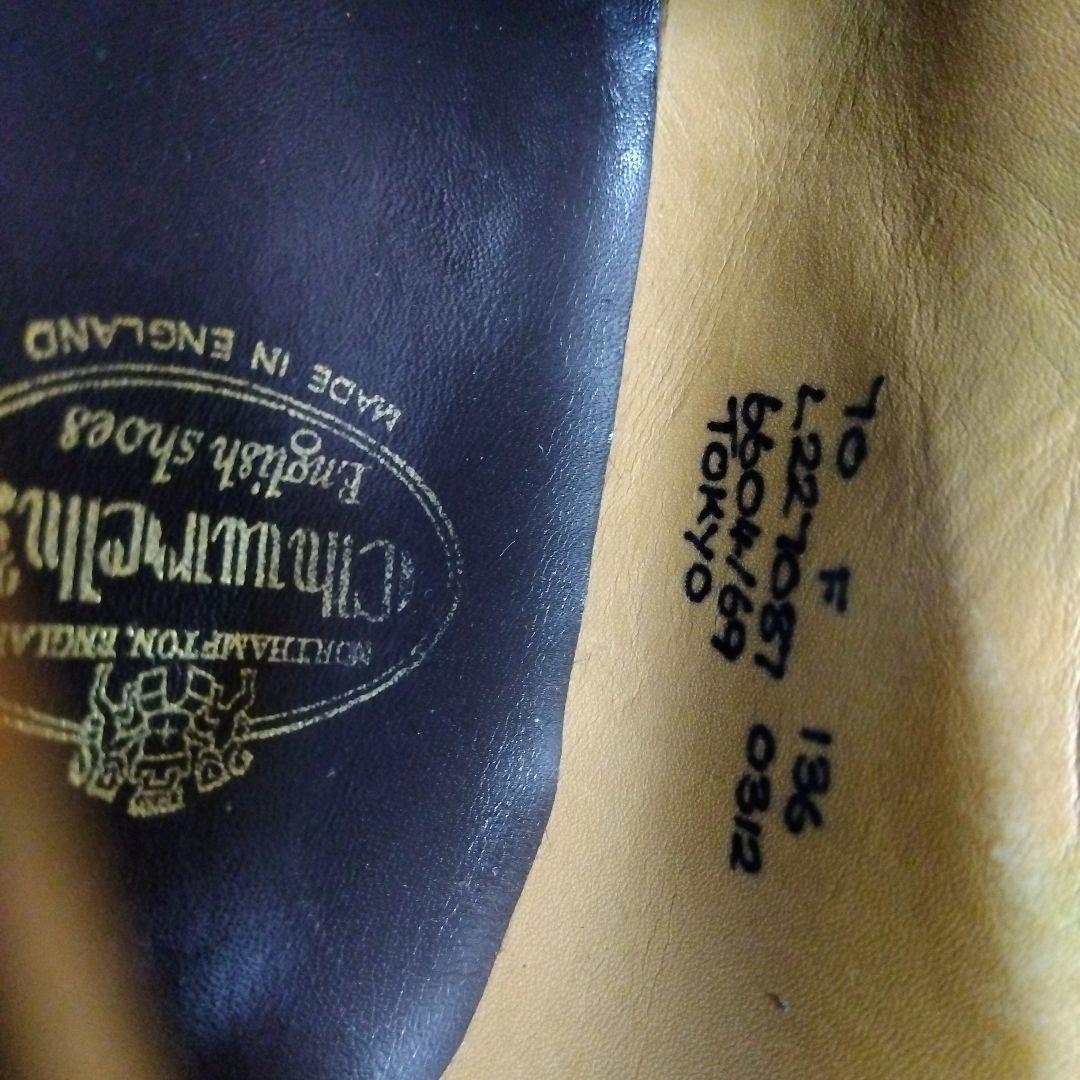 MADE IN ENGLAND
English shoes
Church's
NORTHAMPTON, ENGLAND
70 F 136
L227087 0312
6604/69
TOKYO